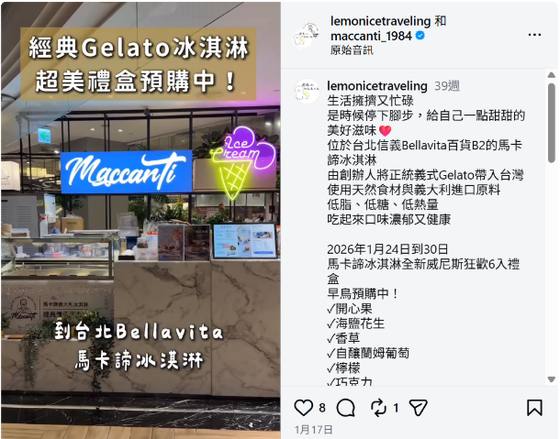 經典Gelato冰淇淋
超美禮盒預購中！
Maccanti
Ice
Cream
到台北Bellavita
馬卡諦冰淇淋
lemonicetraveling 和
maccanti_1984
原始音訊
lemonicetraveling 39週
生活擁擠又忙碌
是時候停下腳步，給自己一點甜甜的
美好滋味💓
位於台北信義Bellavita百貨B2的馬卡
諦冰淇淋
由創辦人將正統義式Gelato帶入台灣
使用天然食材與義大利進口原料
低脂、低糖、低熱量
吃起來口味濃郁又健康
2026年1月24日到30日
馬卡諦冰淇淋全新威尼斯狂歡6入禮
盒
早鳥預購中！
✓開心果
✓海鹽花生
✓香草
✓自釀蘭姆葡萄
✓檸檬
✓巧克力
8
1
1月17日